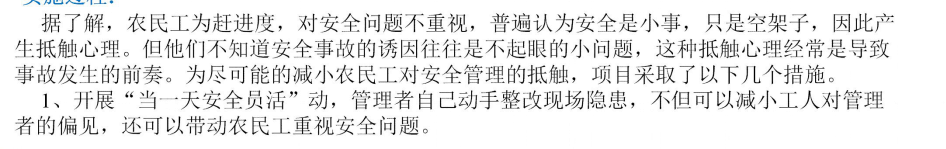 实施过程：
据了解，农民工为赶进度，对安全问题不重视，普遍认为安全是小事，只是空架子，因此产
生抵触心理。但他们不知道安全事故的诱因往往是不起眼的小问题，这种抵触心理经常是导致
事故发生的前奏。为尽可能的减小农民工对安全管理的抵触，项目采取了以下几个措施。
1、开展“当一天安全员活”动，管理者自己动手整改现场隐患，不但可以减小工人对管理
者的偏见，还可以带动农民工重视安全问题。